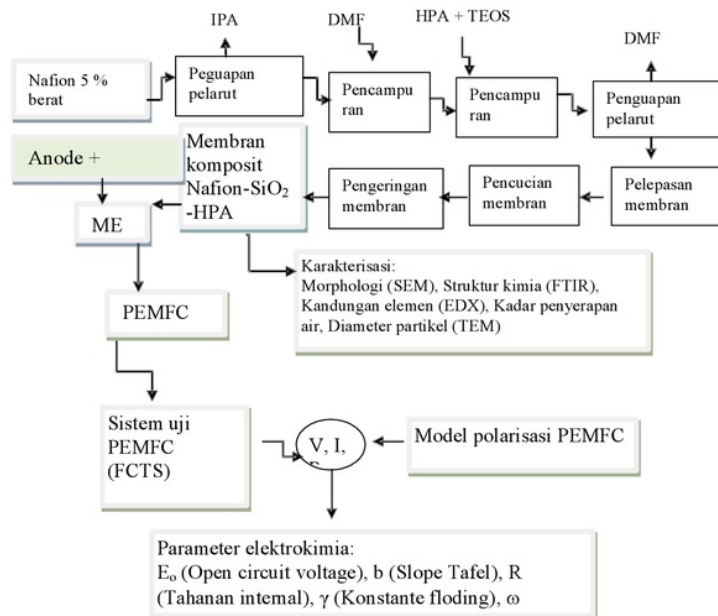 IPA
DMF
HPA + TEOS
DMF
Nafion 5 %
berat
Peguapan
pelarut
Pencampu
ran
Pencampu
ran
Penguapan
pelarut
Anode +
Membran
komposit
Nafion-SiO₂
-HPA
Pengeringan
membran
Pencucian
membran
Pelepasan
membran
ME
Karakterisasi:
Morphologi (SEM), Struktur kimia (FTIR),
Kandungan elemen (EDX), Kadar penyerapan
air, Diameter partikel (TEM)
PEMFC
Sistem uji
PEMFC
(FCTS)
V, I,
Model polarisasi PEMFC
Parameter elektrokimia:
Eₒ (Open circuit voltage), b (Slope Tafel), R
(Tahanan internal), γ (Konstante floding), ω